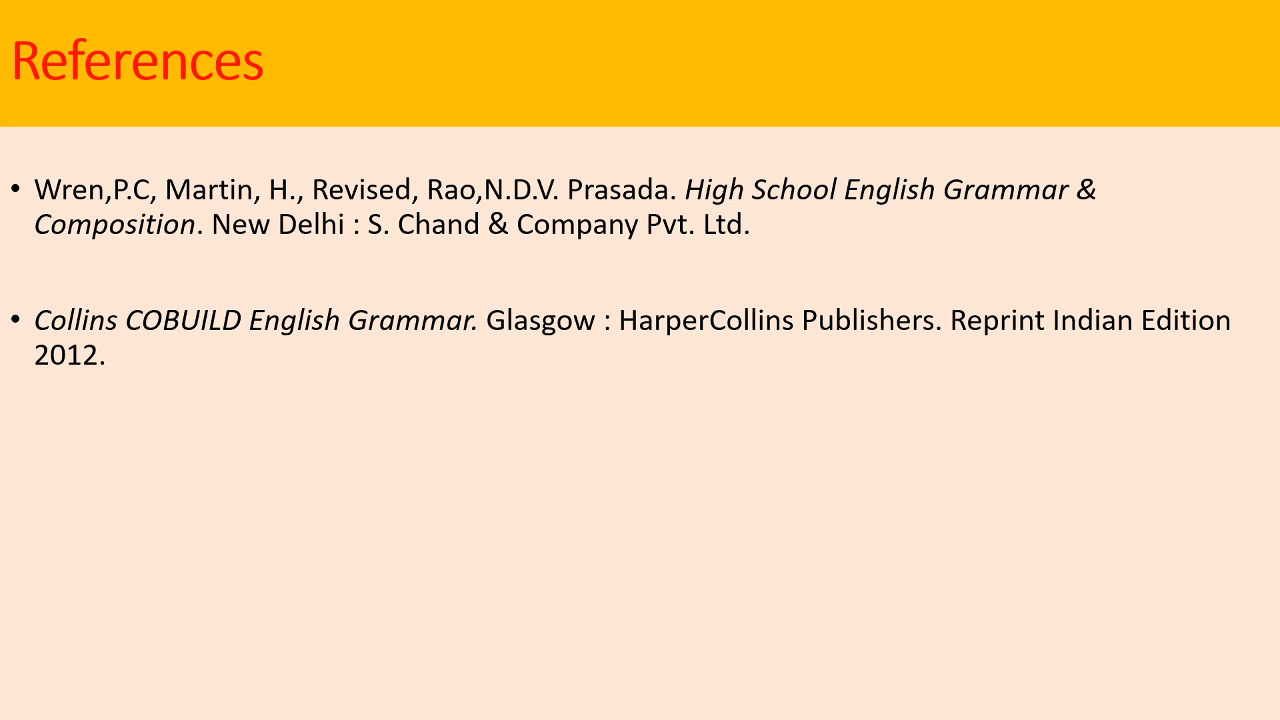 References
• Wren,P.C, Martin, H., Revised, Rao,N.D.V. Prasada. High School English Grammar &
Composition. New Delhi : S. Chand & Company Pvt. Ltd.
• Collins COBUILD English Grammar. Glasgow : HarperCollins Publishers. Reprint Indian Edition
2012.